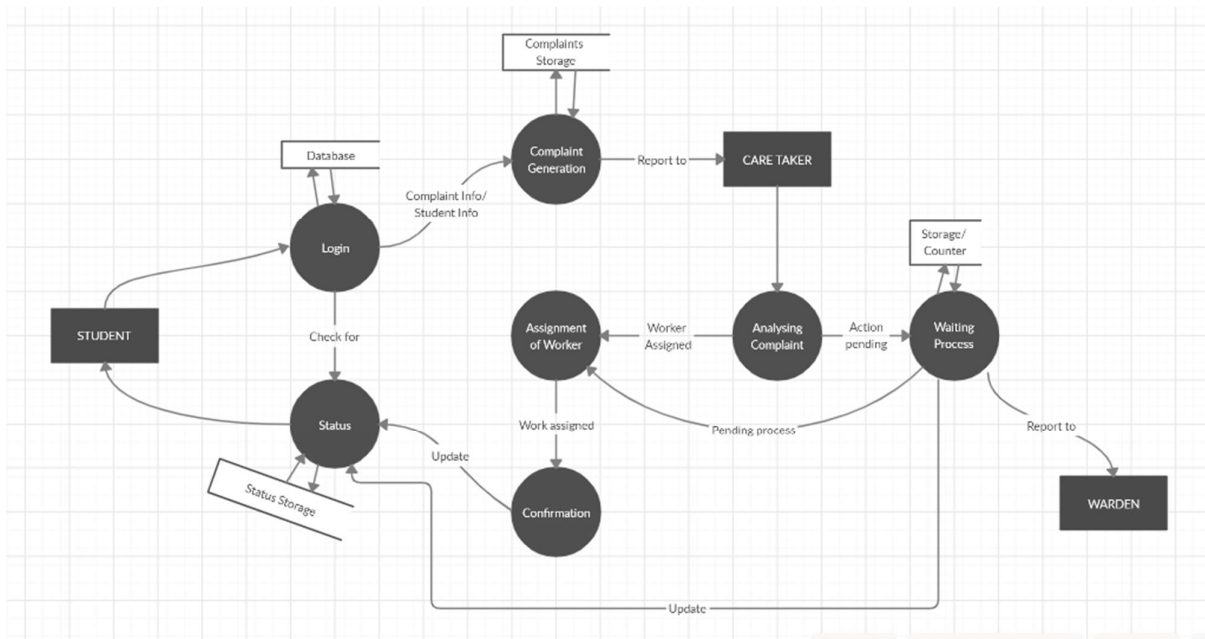 Complaints
Storage
Database
Complaint
Generation
Report to
CARE TAKER
Complaint Info/
Student Info
Login
Storage/
Counter
STUDENT
Check for
Assignment
of Worker
Worker
Assigned
Analysing
Complaint
Action
pending
Waiting
Process
Status
Work assigned
Pending process
Report to
Update
Status Storage
Confirmation
WARDEN
Update